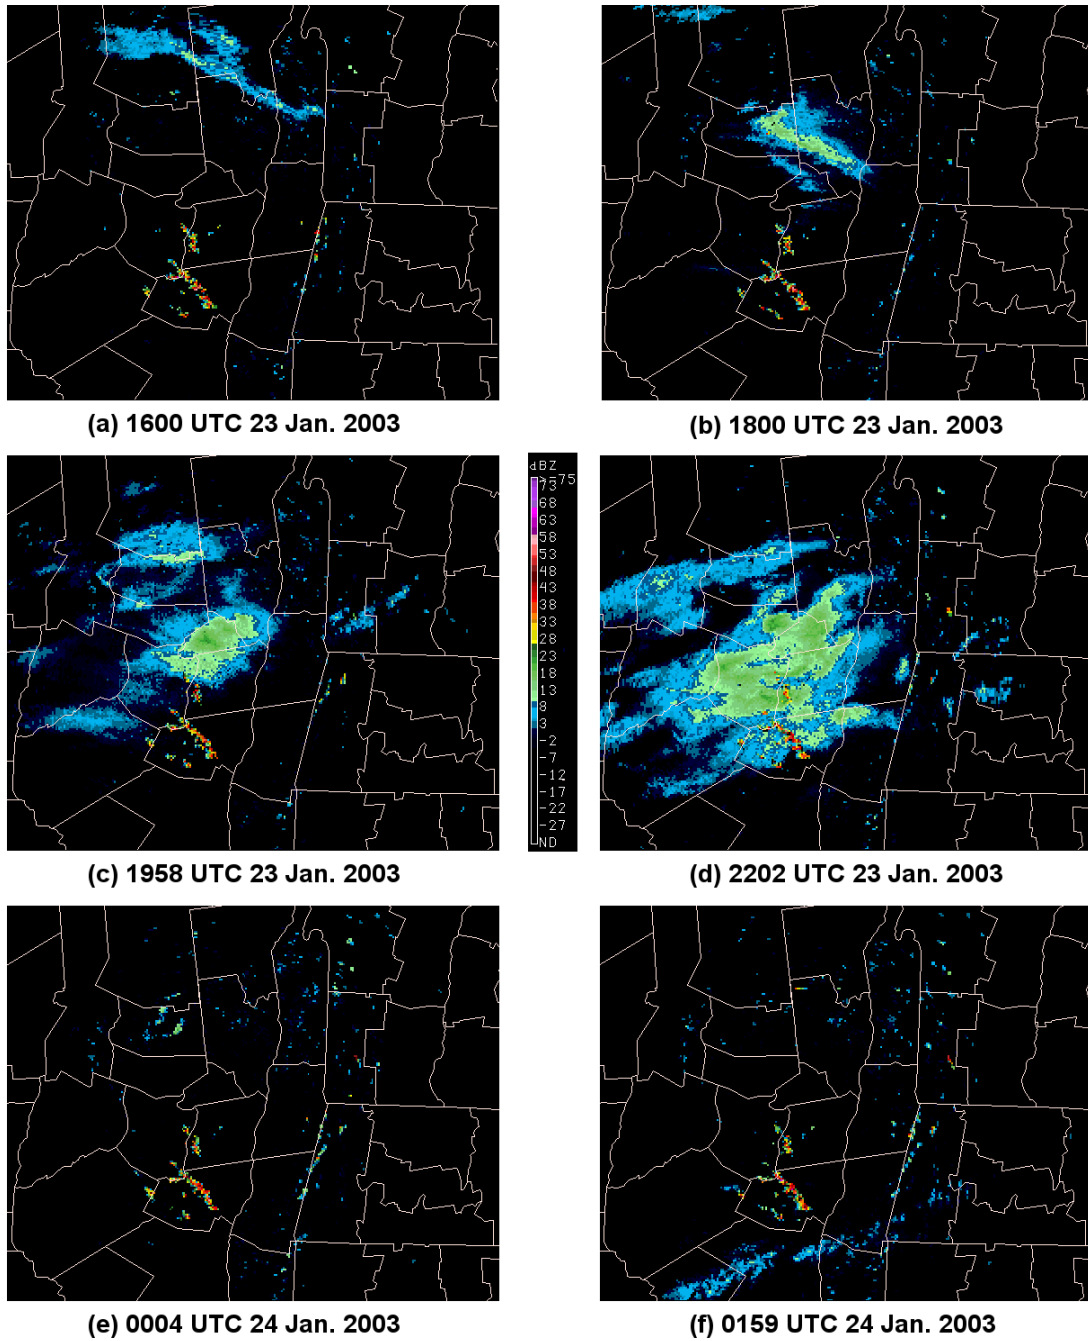 (a) 1600 UTC 23 Jan. 2003
(b) 1800 UTC 23 Jan. 2003
dBZ
>=75
73
68
63
58
53
48
43
38
33
28
23
18
13
8
3
-2
-7
-12
-17
-22
-27
ND
(c) 1958 UTC 23 Jan. 2003
(d) 2202 UTC 23 Jan. 2003
(e) 0004 UTC 24 Jan. 2003
(f) 0159 UTC 24 Jan. 2003